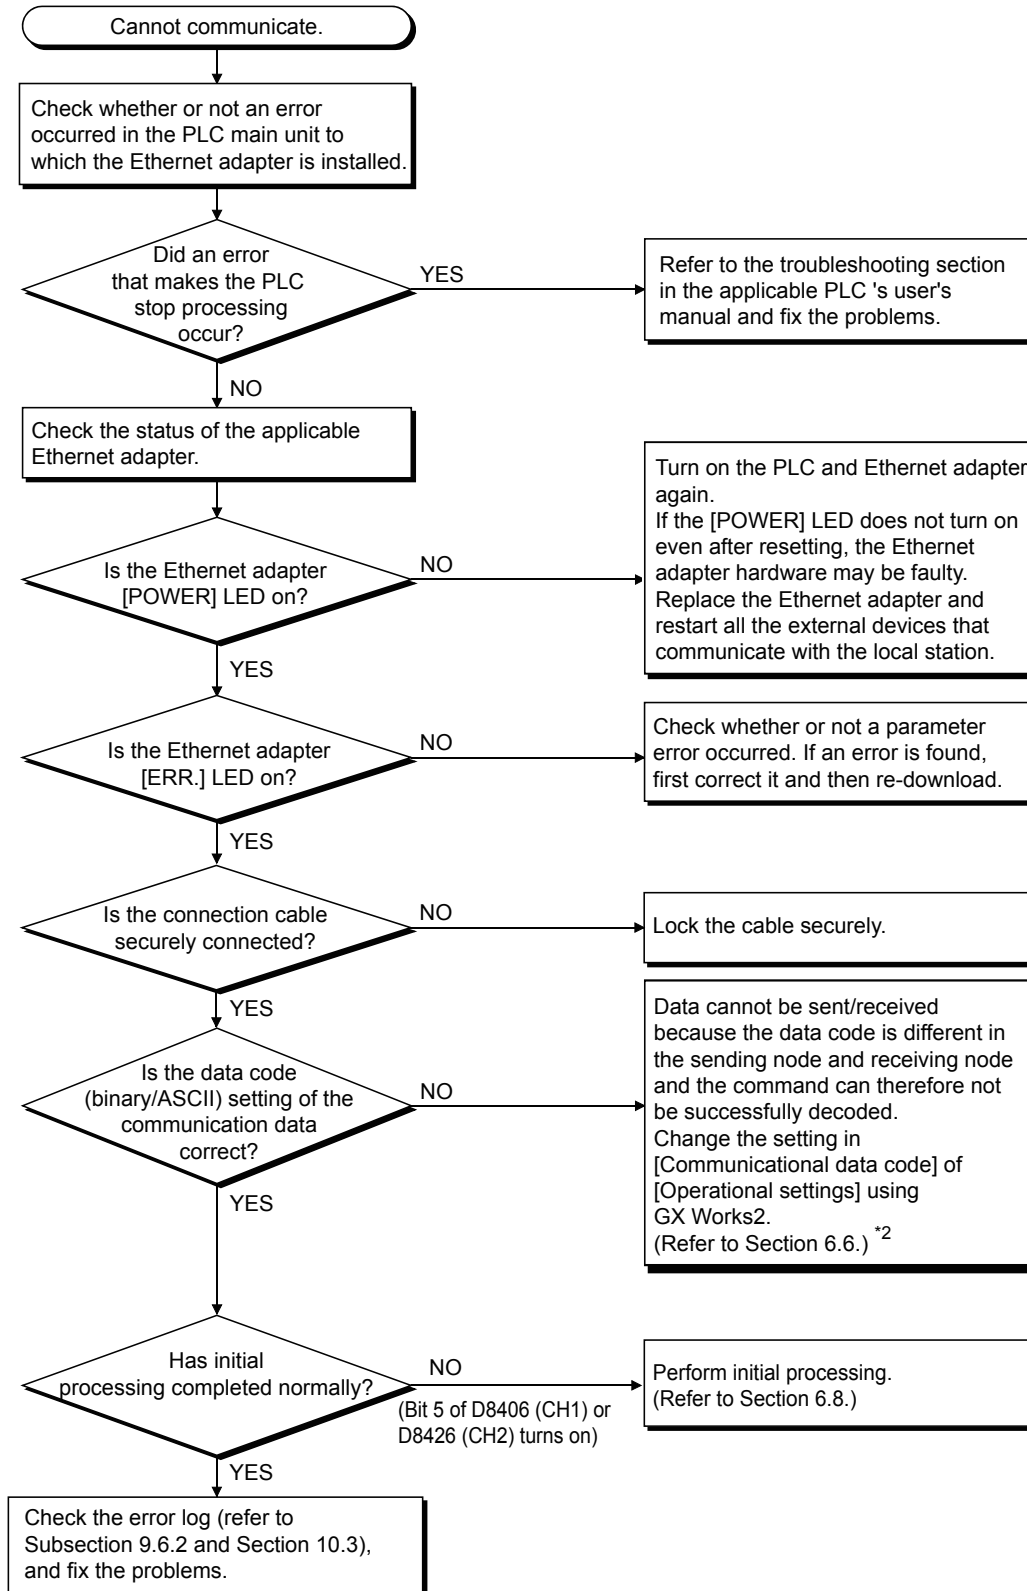 Cannot communicate.
Check whether or not an error
occurred in the PLC main unit to
which the Ethernet adapter is installed.
Did an error
that makes the PLC
stop processing
occur?
YES
Refer to the troubleshooting section
in the applicable PLC 's user's
manual and fix the problems.
NO
Check the status of the applicable
Ethernet adapter.
Is the Ethernet adapter
[POWER] LED on?
NO
Turn on the PLC and Ethernet adapter
again.
If the [POWER] LED does not turn on
even after resetting, the Ethernet
adapter hardware may be faulty.
Replace the Ethernet adapter and
restart all the external devices that
communicate with the local station.
YES
Is the Ethernet adapter
[ERR.] LED on?
NO
Check whether or not a parameter
error occurred. If an error is found,
first correct it and then re-download.
YES
Is the connection cable
securely connected?
NO
Lock the cable securely.
YES
Is the data code
(binary/ASCII) setting of the
communication data
correct?
NO
Data cannot be sent/received
because the data code is different in
the sending node and receiving node
and the command can therefore not
be successfully decoded.
Change the setting in
[Communicational data code] of
[Operational settings] using
GX Works2.
(Refer to Section 6.6.) *2
YES
Has initial
processing completed normally?
NO
(Bit 5 of D8406 (CH1) or
D8426 (CH2) turns on)
Perform initial processing.
(Refer to Section 6.8.)
YES
Check the error log (refer to
Subsection 9.6.2 and Section 10.3),
and fix the problems.